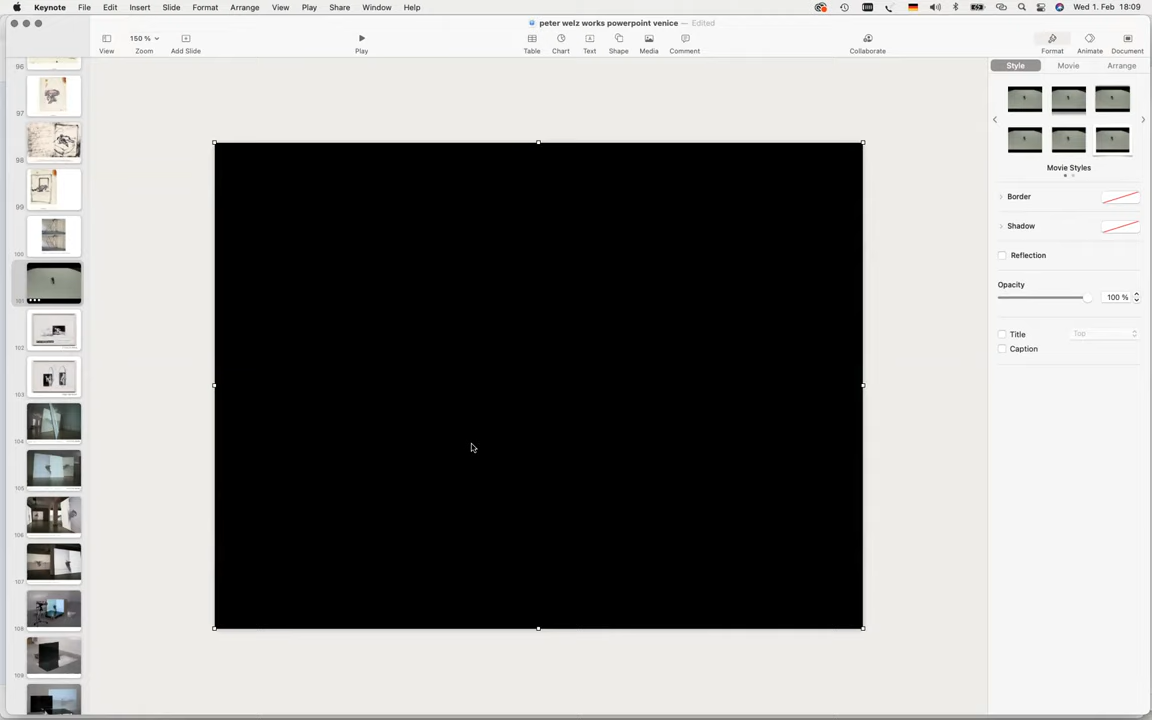 Keynote File Edit Insert Slide Format Arrange View Play Share Window Help Wed 1. Feb 18:09
peter welz works powerpoint venice — Edited
150 %
View Zoom Add Slide Play Table Chart Text Shape Media Comment Collaborate Format Animate Document
Style Movie Arrange
96
97
98
99
100
101
102
103
104
105
106
107
108
109
Movie Styles
Border
Shadow
Reflection
Opacity
100 %
Title Top
Caption